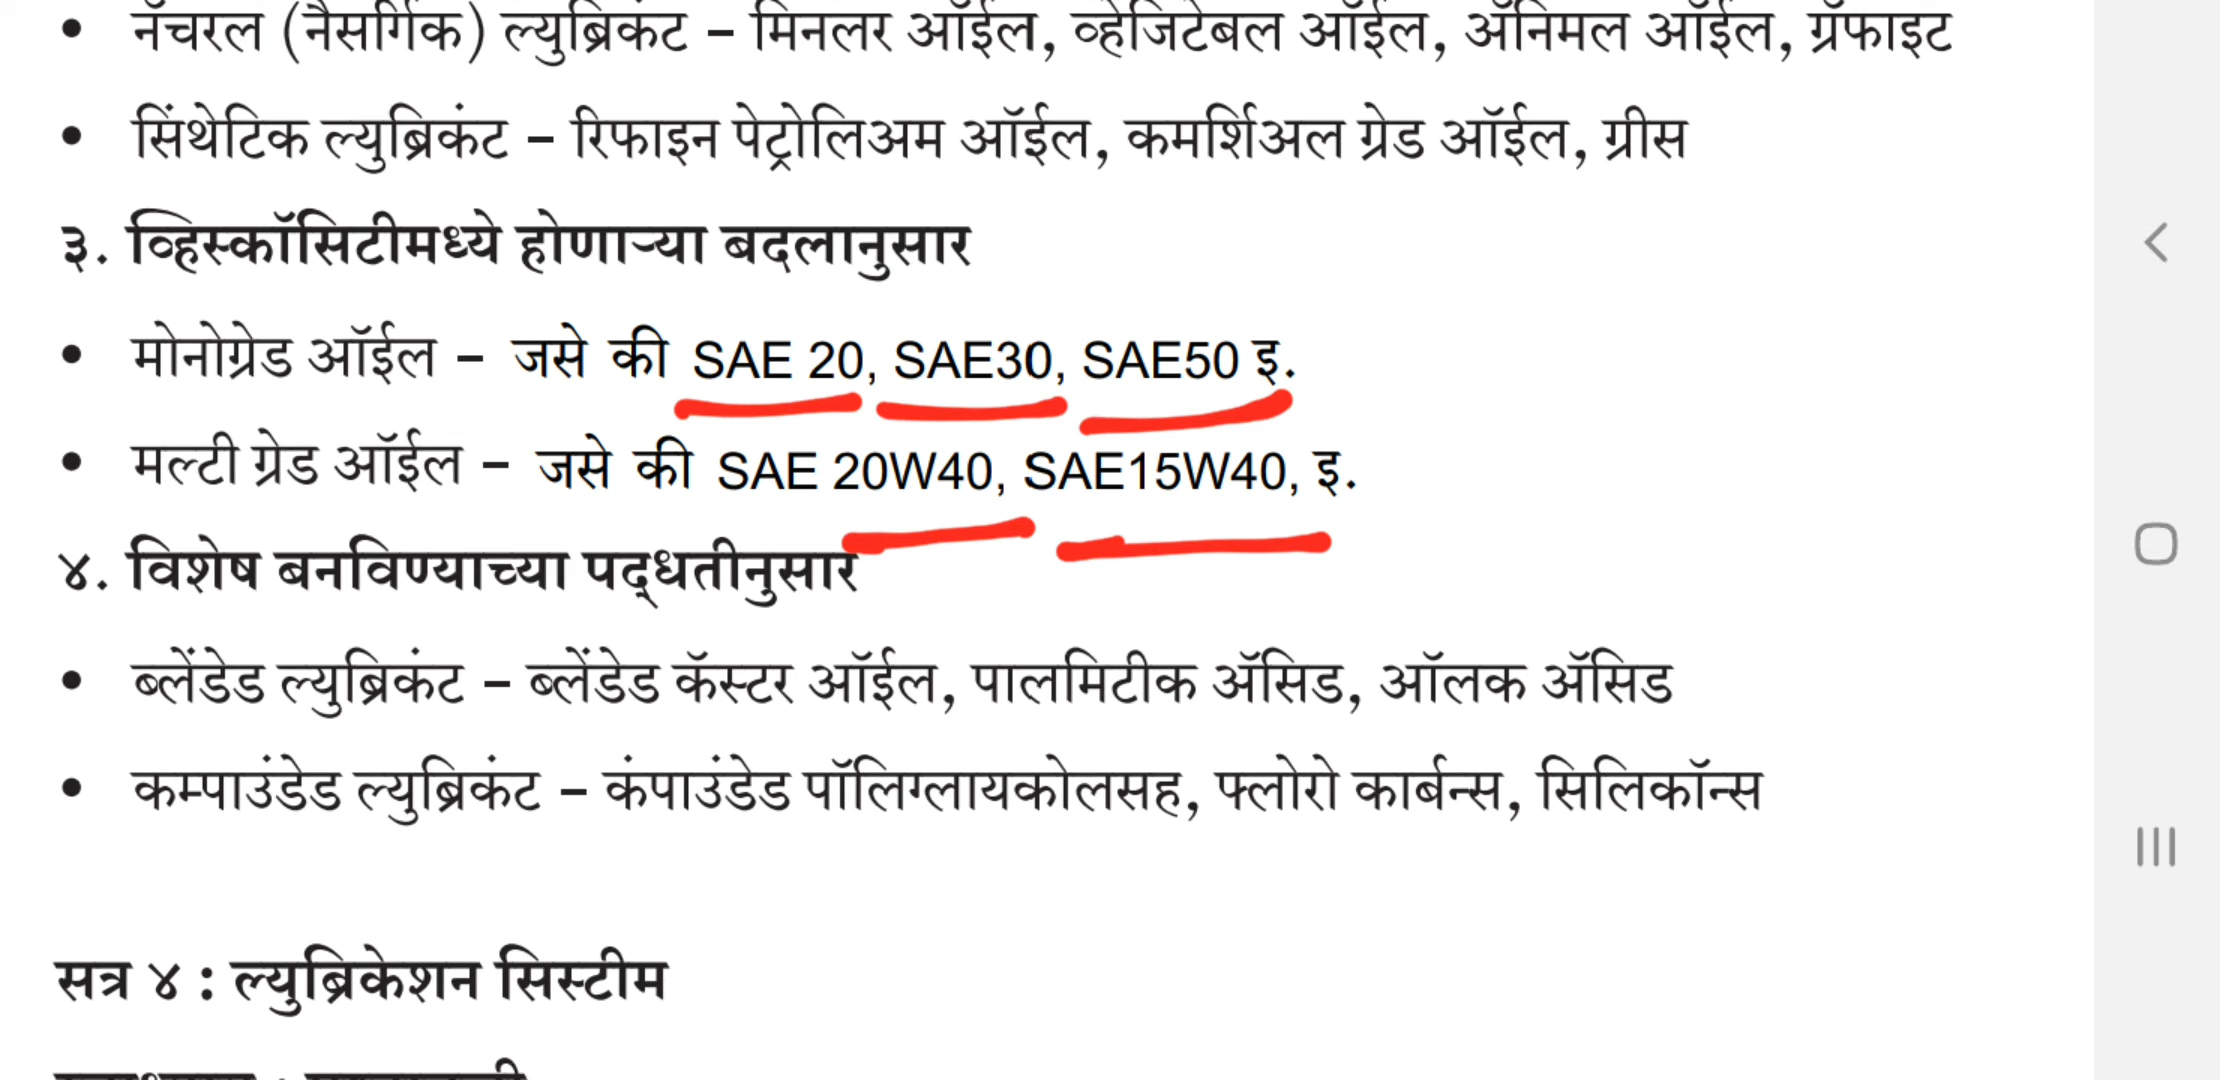 • नॅचरल (नैसर्गिक) ल्युब्रिकंट – मिनलर ऑईल, व्हेजिटेबल ऑईल, ॲनिमल ऑईल, ग्रॅफाइट
• सिंथेटिक ल्युब्रिकंट – रिफाइन पेट्रोलिअम ऑईल, कमर्शिअल ग्रेड ऑईल, ग्रीस
३. व्हिस्कॉसिटीमध्ये होणाऱ्या बदलानुसार
• मोनोग्रेड ऑईल – जसे की SAE 20, SAE30, SAE50 इ.
• मल्टी ग्रेड ऑईल – जसे की SAE 20W40, SAE15W40, इ.
४. विशेष बनविण्याच्या पद्धतीनुसार
• ब्लेंडेड ल्युब्रिकंट – ब्लेंडेड कॅस्टर ऑईल, पालमिटीक ॲसिड, ऑलक ॲसिड
• कम्पाउंडेड ल्युब्रिकंट – कंपाउंडेड पॉलिग्लायकोलसह, फ्लोरो कार्बन्स, सिलिकॉन्स
सत्र ४ : ल्युब्रिकेशन सिस्टीम